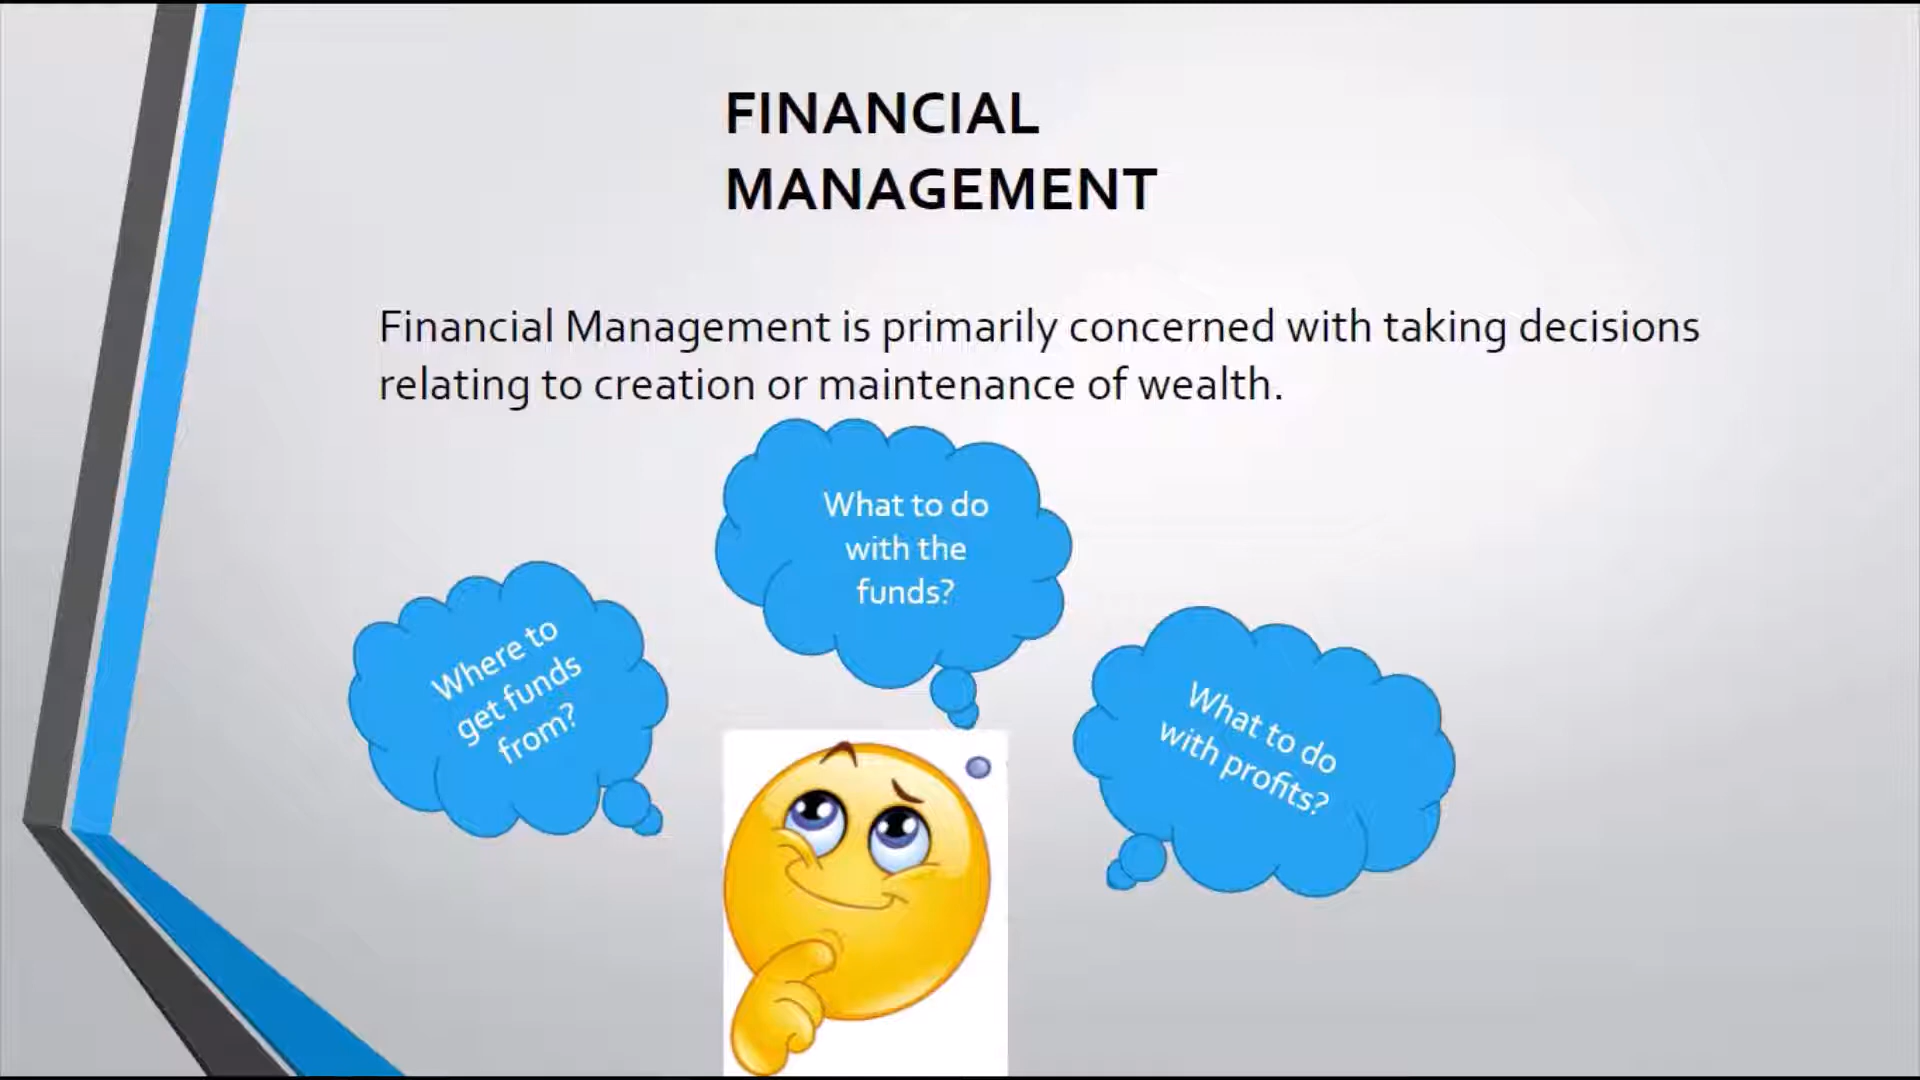 FINANCIAL
MANAGEMENT
Financial Management is primarily concerned with taking decisions
relating to creation or maintenance of wealth.
What to do
with the
funds?
Where to
get funds
from?
What to do
with profits?